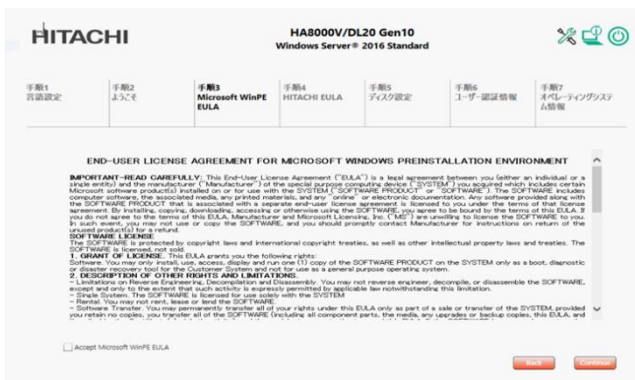 HITACHI
HA8000V/DL20 Gen10
Windows Server® 2016 Standard
手順1
言語設定
手順2
ようこそ
手順3
Microsoft WinPE
EULA
手順4
HITACHI EULA
手順5
ディスク設定
手順6
ユーザー認証情報
手順7
オペレーティングシステ
ム情報
END-USER LICENSE AGREEMENT FOR MICROSOFT WINDOWS PREINSTALLATION ENVIRONMENT
IMPORTANT-READ CAREFULLY: This End-User License Agreement ("EULA") is a legal agreement between you (either an individual or a
single entity) and the manufacturer ("Manufacturer") of the special purpose computing device ("SYSTEM") you acquired which includes certain
Microsoft software product(s) installed on or for use with the SYSTEM ("SOFTWARE PRODUCT" or "SOFTWARE"). The SOFTWARE includes
computer software, the associated media, any printed materials, and any "online" or electronic documentation. Any software provided along with
the SOFTWARE PRODUCT that is associated with a separate end-user license agreement is licensed to you under the terms of that license
agreement. By installing, copying, downloading, accessing or otherwise using the SOFTWARE, you agree to be bound by the terms of this EULA. If
you do not agree to the terms of this EULA, Manufacturer and Microsoft Licensing, Inc. ("MS") are unwilling to license the SOFTWARE to you.
In such event, you may not use or copy the SOFTWARE, and you should promptly contact Manufacturer for instructions on return of the
unused product(s) for a refund.
SOFTWARE LICENSE
The SOFTWARE is protected by copyright laws and international copyright treaties, as well as other intellectual property laws and treaties. The
SOFTWARE is licensed, not sold.
1. GRANT OF LICENSE. This EULA grants you the following rights:
Software. You may only install, use, access, display and run one (1) copy of the SOFTWARE PRODUCT on the SYSTEM only as a boot, diagnostic
or disaster recovery tool for the Customer System and not for use as a general purpose operating system.
2. DESCRIPTION OF OTHER RIGHTS AND LIMITATIONS.
- Limitations on Reverse Engineering, Decompilation and Disassembly. You may not reverse engineer, decompile, or disassemble the SOFTWARE,
except and only to the extent that such activity is expressly permitted by applicable law notwithstanding this limitation.
- Single System. The SOFTWARE is licensed for use solely with the SYSTEM
- Rental. You may not rent, lease or lend the SOFTWARE.
- Software Transfer. You may permanently transfer all of your rights under this EULA only as part of a sale or transfer of the SYSTEM, provided
you retain no copies, you transfer all of the SOFTWARE (including all component parts, the media, any upgrades or backup copies, this EULA, and
Accept Microsoft WinPE EULA
Back
Continue